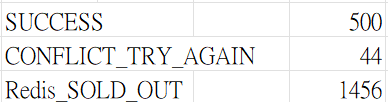 SUCCESS 500
CONFLICT_TRY_AGAIN 44
Redis_SOLD_OUT 1456